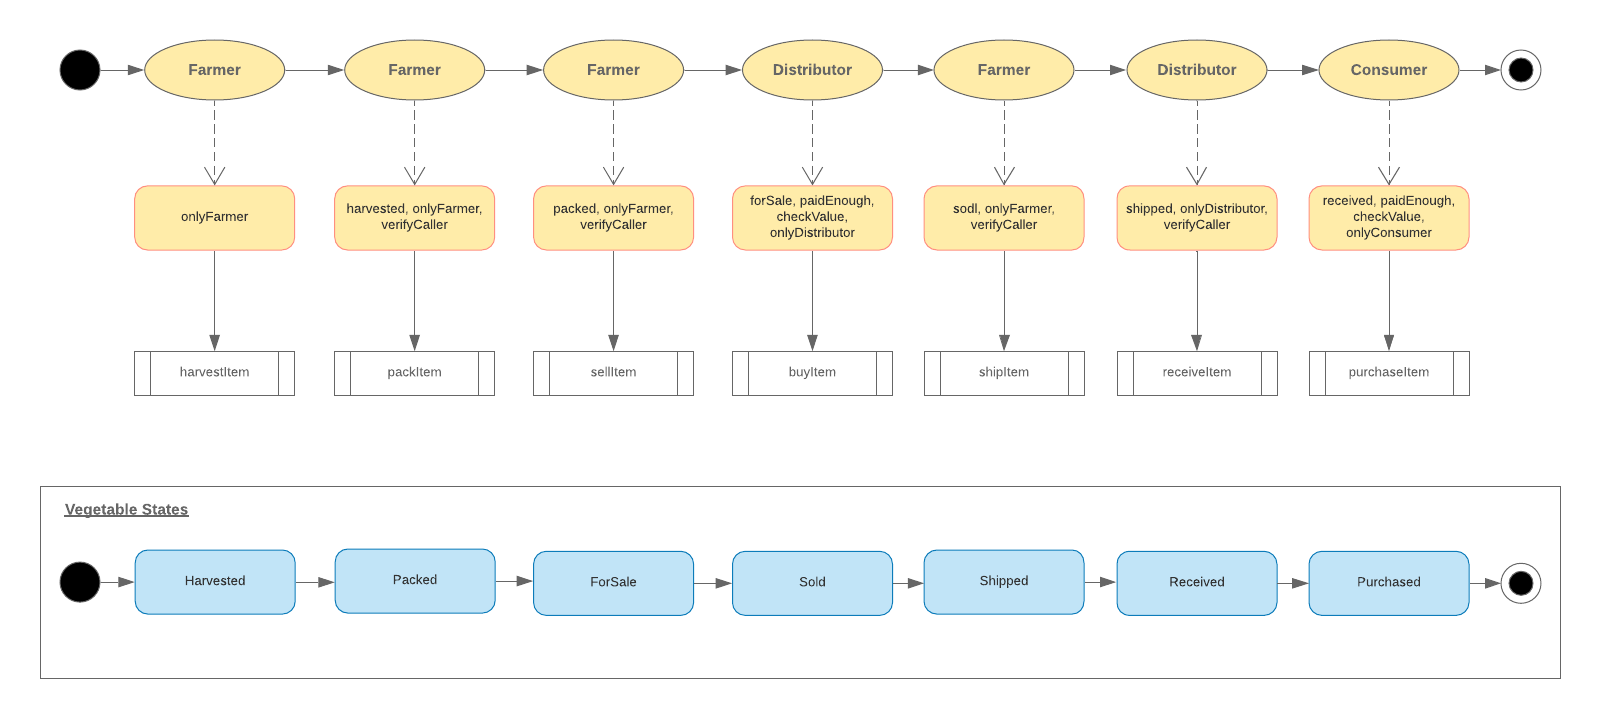 Farmer
Farmer
Farmer
Distributor
Farmer
Distributor
Consumer
onlyFarmer
harvested, onlyFarmer,
verifyCaller
packed, onlyFarmer,
verifyCaller
forSale, paidEnough,
checkValue,
onlyDistributor
sodl, onlyFarmer,
verifyCaller
shipped, onlyDistributor,
verifyCaller
received, paidEnough,
checkValue,
onlyConsumer
harvestItem
packItem
sellItem
buyItem
shipItem
receiveItem
purchaseItem
Vegetable States
Harvested
Packed
ForSale
Sold
Shipped
Received
Purchased